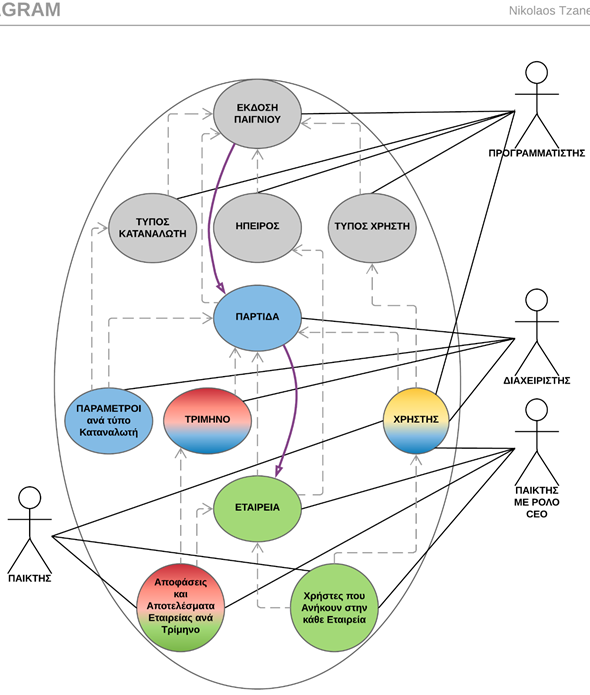 AGRAM
Nikolaos Tzane
ΕΚΔΟΣΗ
ΠΑΙΓΝΙΟΥ
ΠΡΟΓΡΑΜΜΑΤΙΣΤΗΣ
ΤΥΠΟΣ
ΚΑΤΑΝΑΛΩΤΗ
ΗΠΕΙΡΟΣ
ΤΥΠΟΣ ΧΡΗΣΤΗ
ΠΑΡΤΙΔΑ
ΔΙΑΧΕΙΡΙΣΤΗΣ
ΠΑΡΑΜΕΤΡΟΙ
ανά τύπο
Καταναλωτή
ΤΡΙΜΗΝΟ
ΧΡΗΣΤΗΣ
ΠΑΙΚΤΗΣ
ΜΕ ΡΟΛΟ
CEO
ΕΤΑΙΡΕΙΑ
ΠΑΙΚΤΗΣ
Αποφάσεις
και
Αποτελέσματα
Εταιρείας ανά
Τρίμηνο
Χρήστες που
Ανήκουν στην
κάθε Εταιρεία